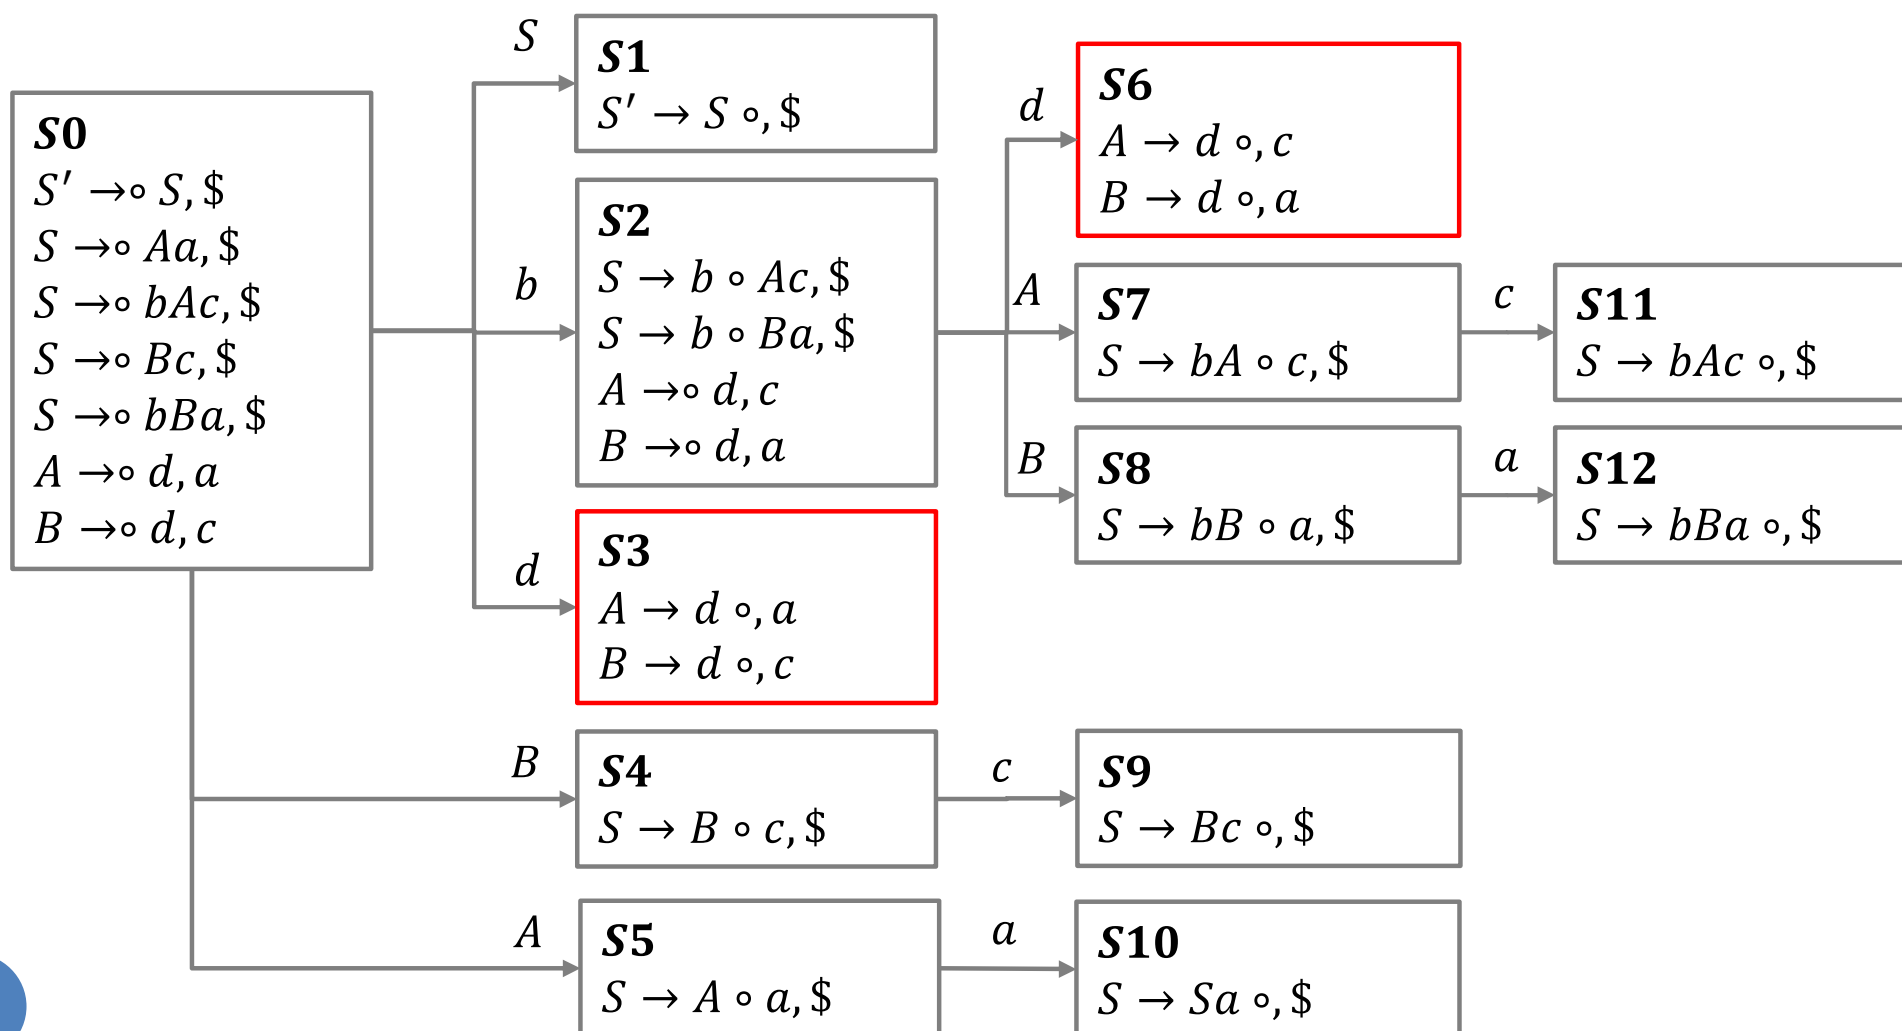 S0
S′ →∘ S, $
S →∘ Aa, $
S →∘ bAc, $
S →∘ Bc, $
S →∘ bBa, $
A →∘ d, a
B →∘ d, c
S
S1
S′ → S ∘, $
b
S2
S → b ∘ Ac, $
S → b ∘ Ba, $
A →∘ d, c
B →∘ d, a
d
S3
A → d ∘, a
B → d ∘, c
B
S4
S → B ∘ c, $
A
S5
S → A ∘ a, $
d
S6
A → d ∘, c
B → d ∘, a
A
S7
S → bA ∘ c, $
B
S8
S → bB ∘ a, $
c
S9
S → Bc ∘, $
a
S10
S → Sa ∘, $
c
S11
S → bAc ∘, $
a
S12
S → bBa ∘, $